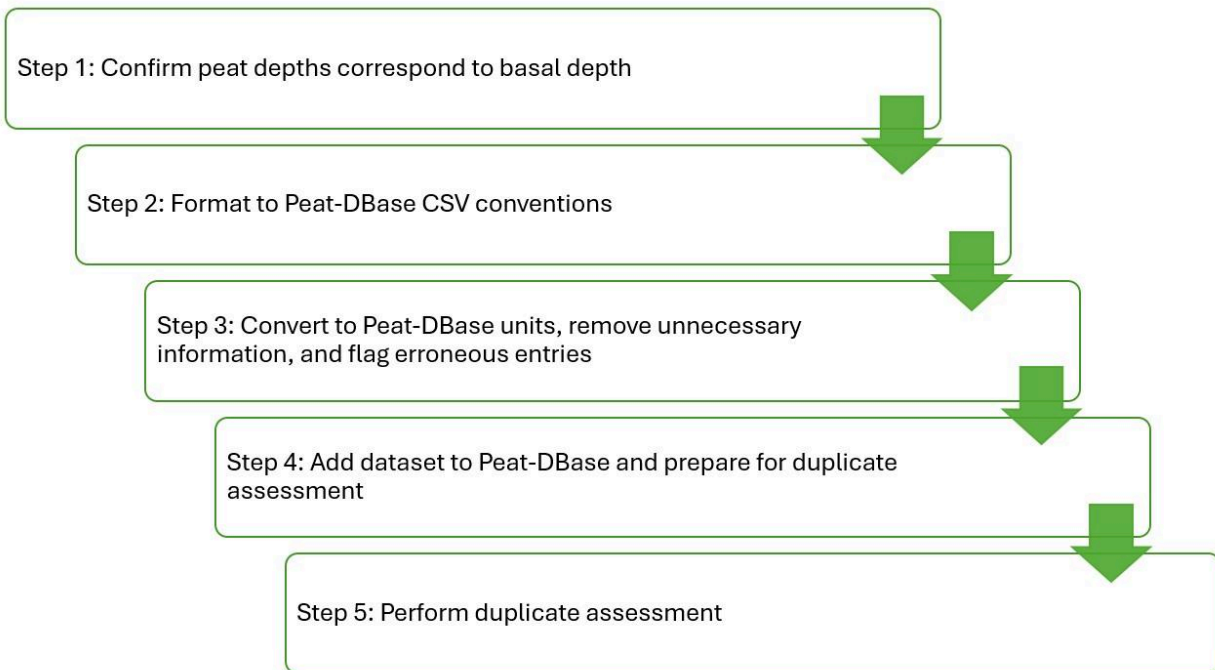 Step 1: Confirm peat depths correspond to basal depth
Step 2: Format to Peat-DBase CSV conventions
Step 3: Convert to Peat-DBase units, remove unnecessary
information, and flag erroneous entries
Step 4: Add dataset to Peat-DBase and prepare for duplicate
assessment
Step 5: Perform duplicate assessment